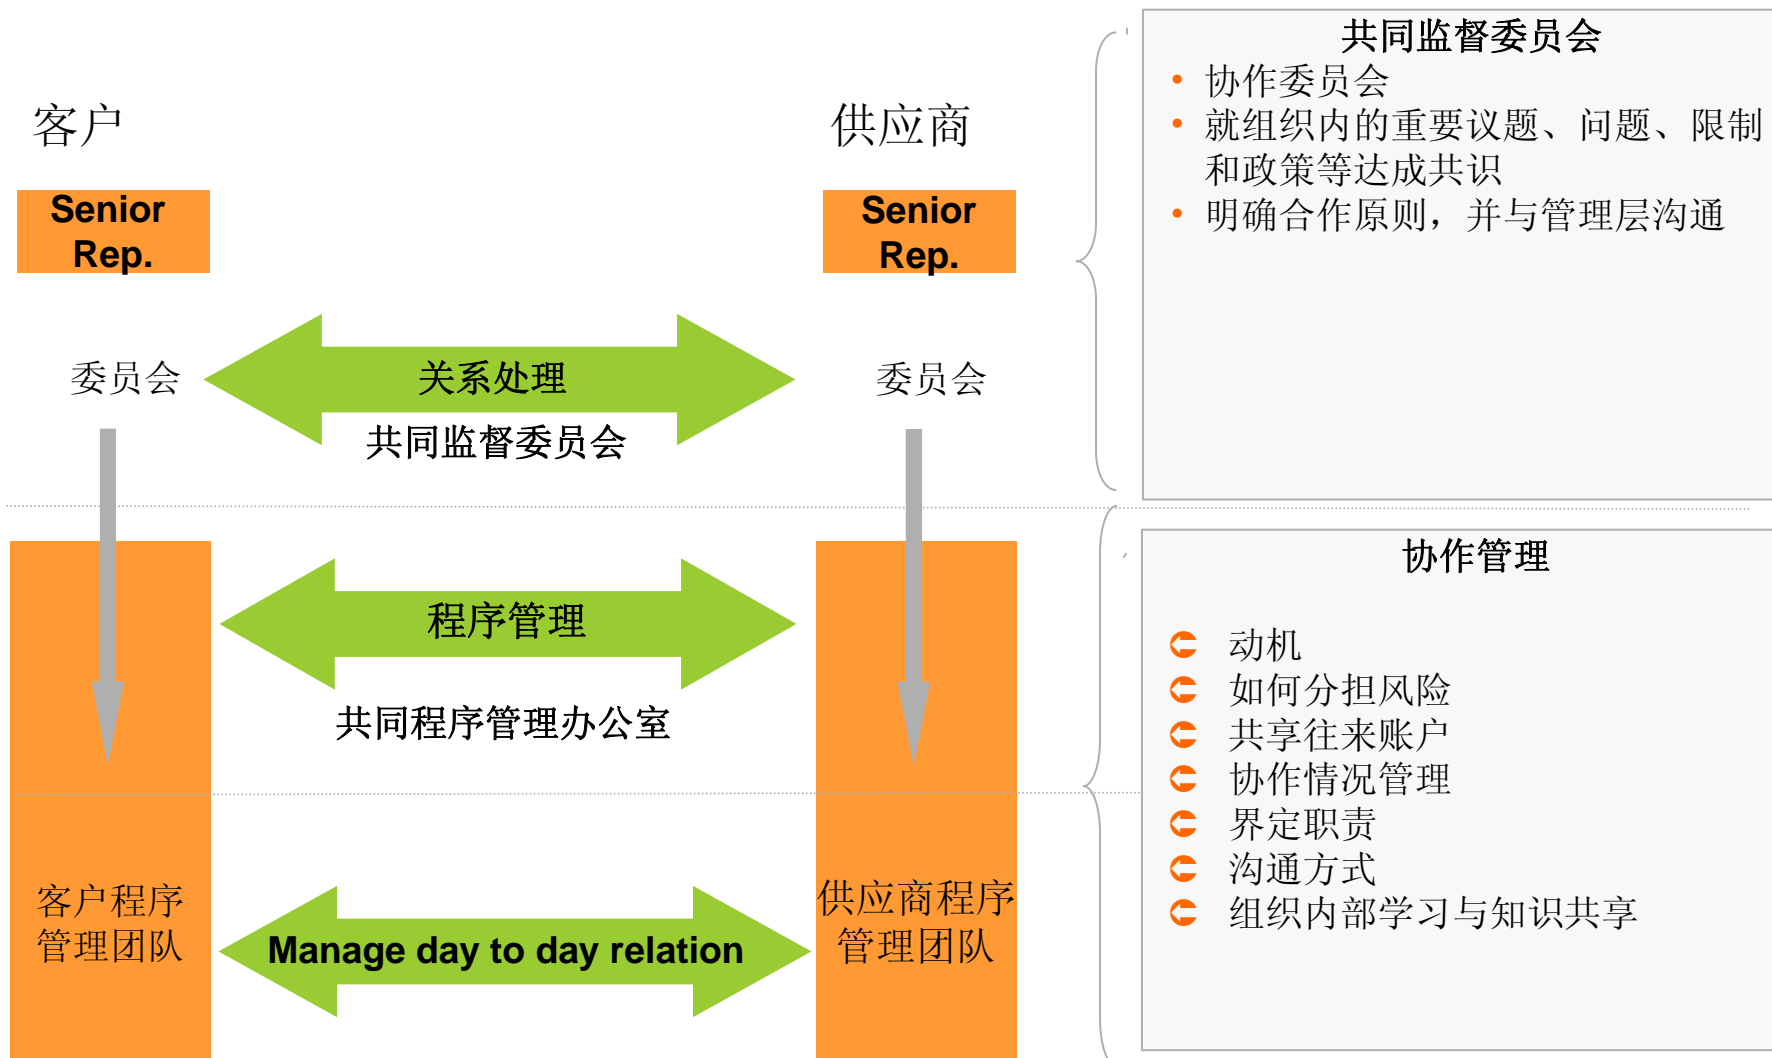 客户
供应商
Senior
Rep.
Senior
Rep.
委员会
关系处理
委员会
共同监督委员会
程序管理
共同程序管理办公室
客户程序
管理团队
Manage day to day relation
供应商程序
管理团队
共同监督委员会
• 协作委员会
• 就组织内的重要议题、问题、限制
和政策等达成共识
• 明确合作原则，并与管理层沟通
协作管理
动机
如何分担风险
共享往来账户
协作情况管理
界定职责
沟通方式
组织内部学习与知识共享